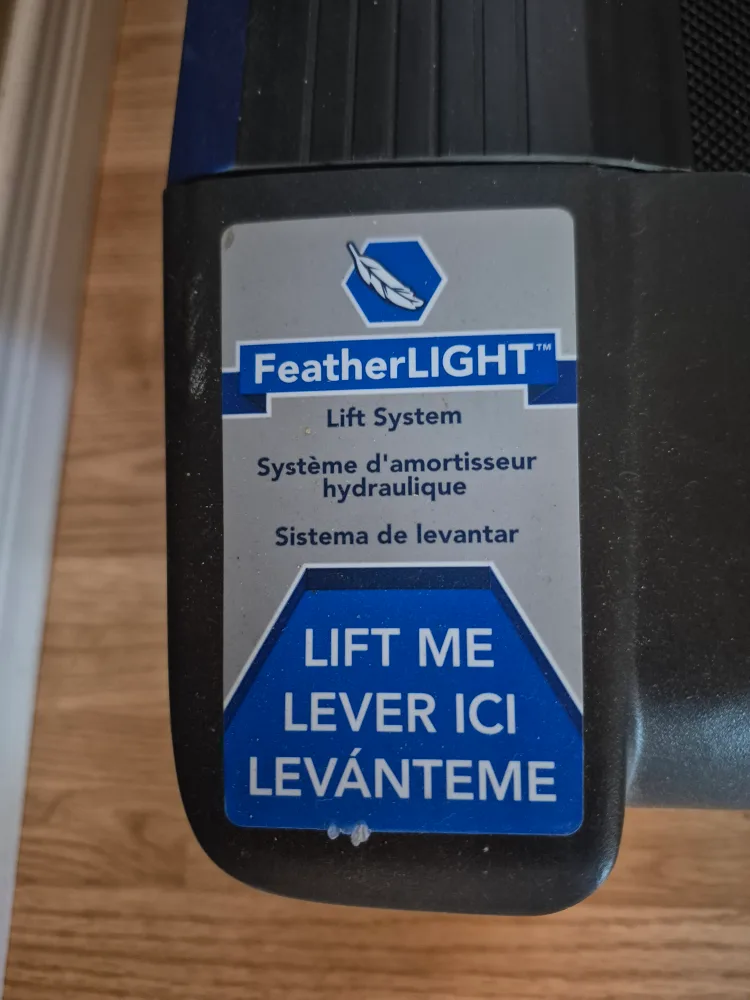 FeatherLIGHT™
Lift System
Système d'amortisseur
hydraulique
Sistema de levantar
LIFT ME
LEVER ICI
LEVÁNTEME